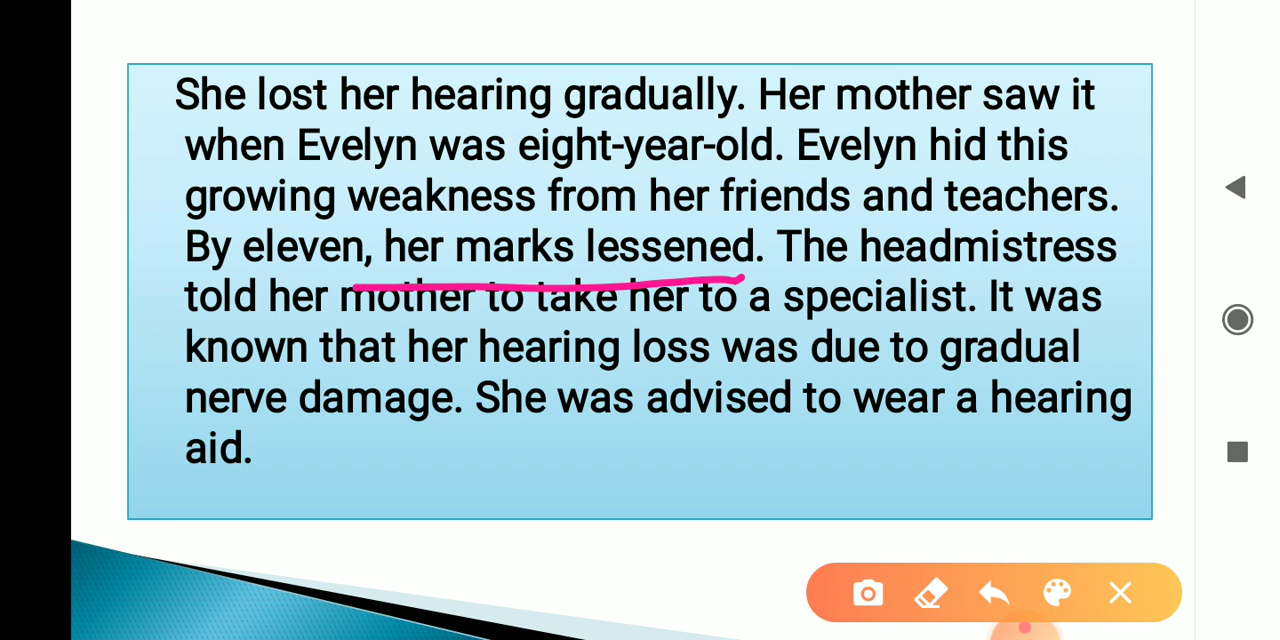 She lost her hearing gradually. Her mother saw it
when Evelyn was eight-year-old. Evelyn hid this
growing weakness from her friends and teachers.
By eleven, her marks lessened. The headmistress
told her mother to take her to a specialist. It was
known that her hearing loss was due to gradual
nerve damage. She was advised to wear a hearing
aid.